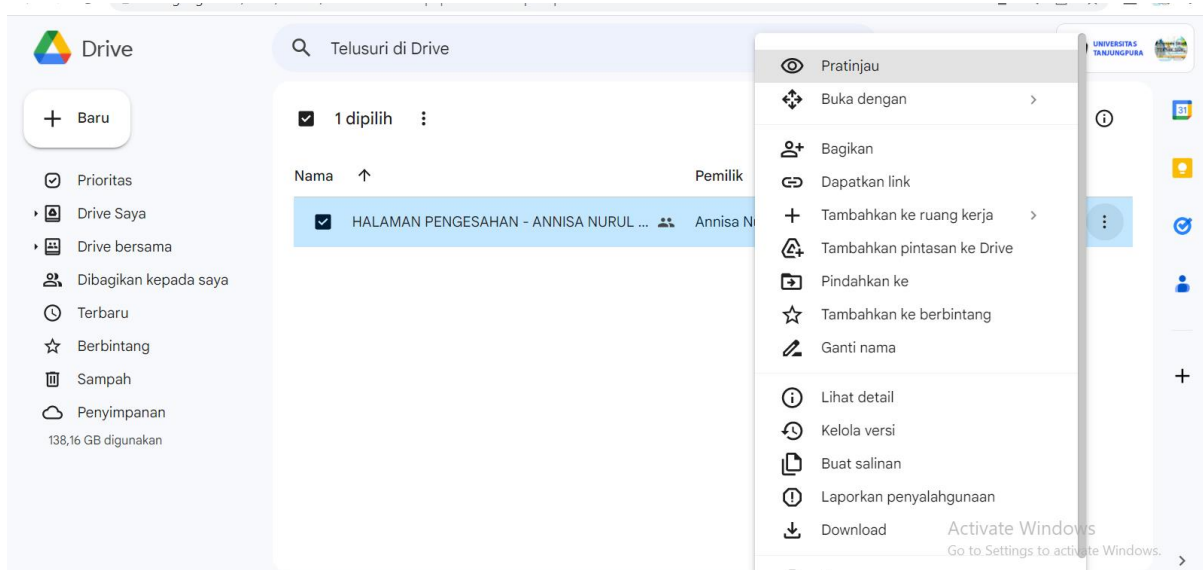 Drive
Telusuri di Drive
UNIVERSITAS
TANJUNGPURA
Baru
1 dipilih
Nama
Pemilik
HALAMAN PENGESAHAN - ANNISA NURUL ...
Annisa
Prioritas
Drive Saya
Drive bersama
Dibagikan kepada saya
Terbaru
Berbintang
Sampah
Penyimpanan
138,16 GB digunakan
Pratinjau
Buka dengan
Bagikan
Dapatkan link
Tambahkan ke ruang kerja
Tambahkan pintasan ke Drive
Pindahkan ke
Tambahkan ke berbintang
Ganti nama
Lihat detail
Kelola versi
Buat salinan
Laporkan penyalahgunaan
Download
31
Activate Windows
Go to Settings to activate Windows.